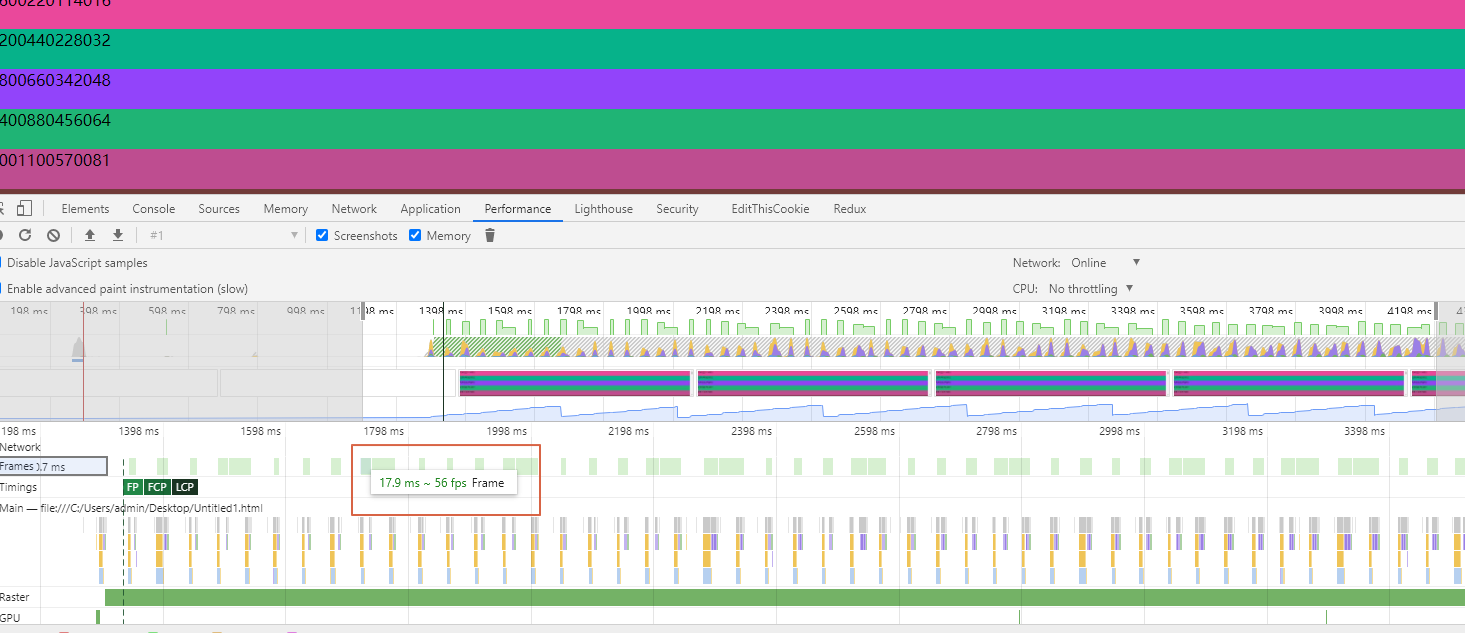 600220114016
200440228032
800660342048
400880456064
001100570081
Elements Console Sources Memory Network Application Performance Lighthouse Security EditThisCookie Redux
#1 Screenshots Memory
Disable JavaScript samples Network: Online
Enable advanced paint instrumentation (slow) CPU: No throttling
198 ms 398 ms 598 ms 798 ms 998 ms 1198 ms 1398 ms 1598 ms 1798 ms 1998 ms 2198 ms 2398 ms 2598 ms 2798 ms 2998 ms 3198 ms 3398 ms 3598 ms 3798 ms 3998 ms 4198 ms
198 ms 1398 ms 1598 ms 1798 ms 1998 ms 2198 ms 2398 ms 2598 ms 2798 ms 2998 ms 3198 ms 3398 ms
Network
Frames ).7 ms
17.9 ms ~ 56 fps Frame
Timings FP FCP LCP
Main — file:///C:/Users/admin/Desktop/Untitled1.html
Raster
GPU